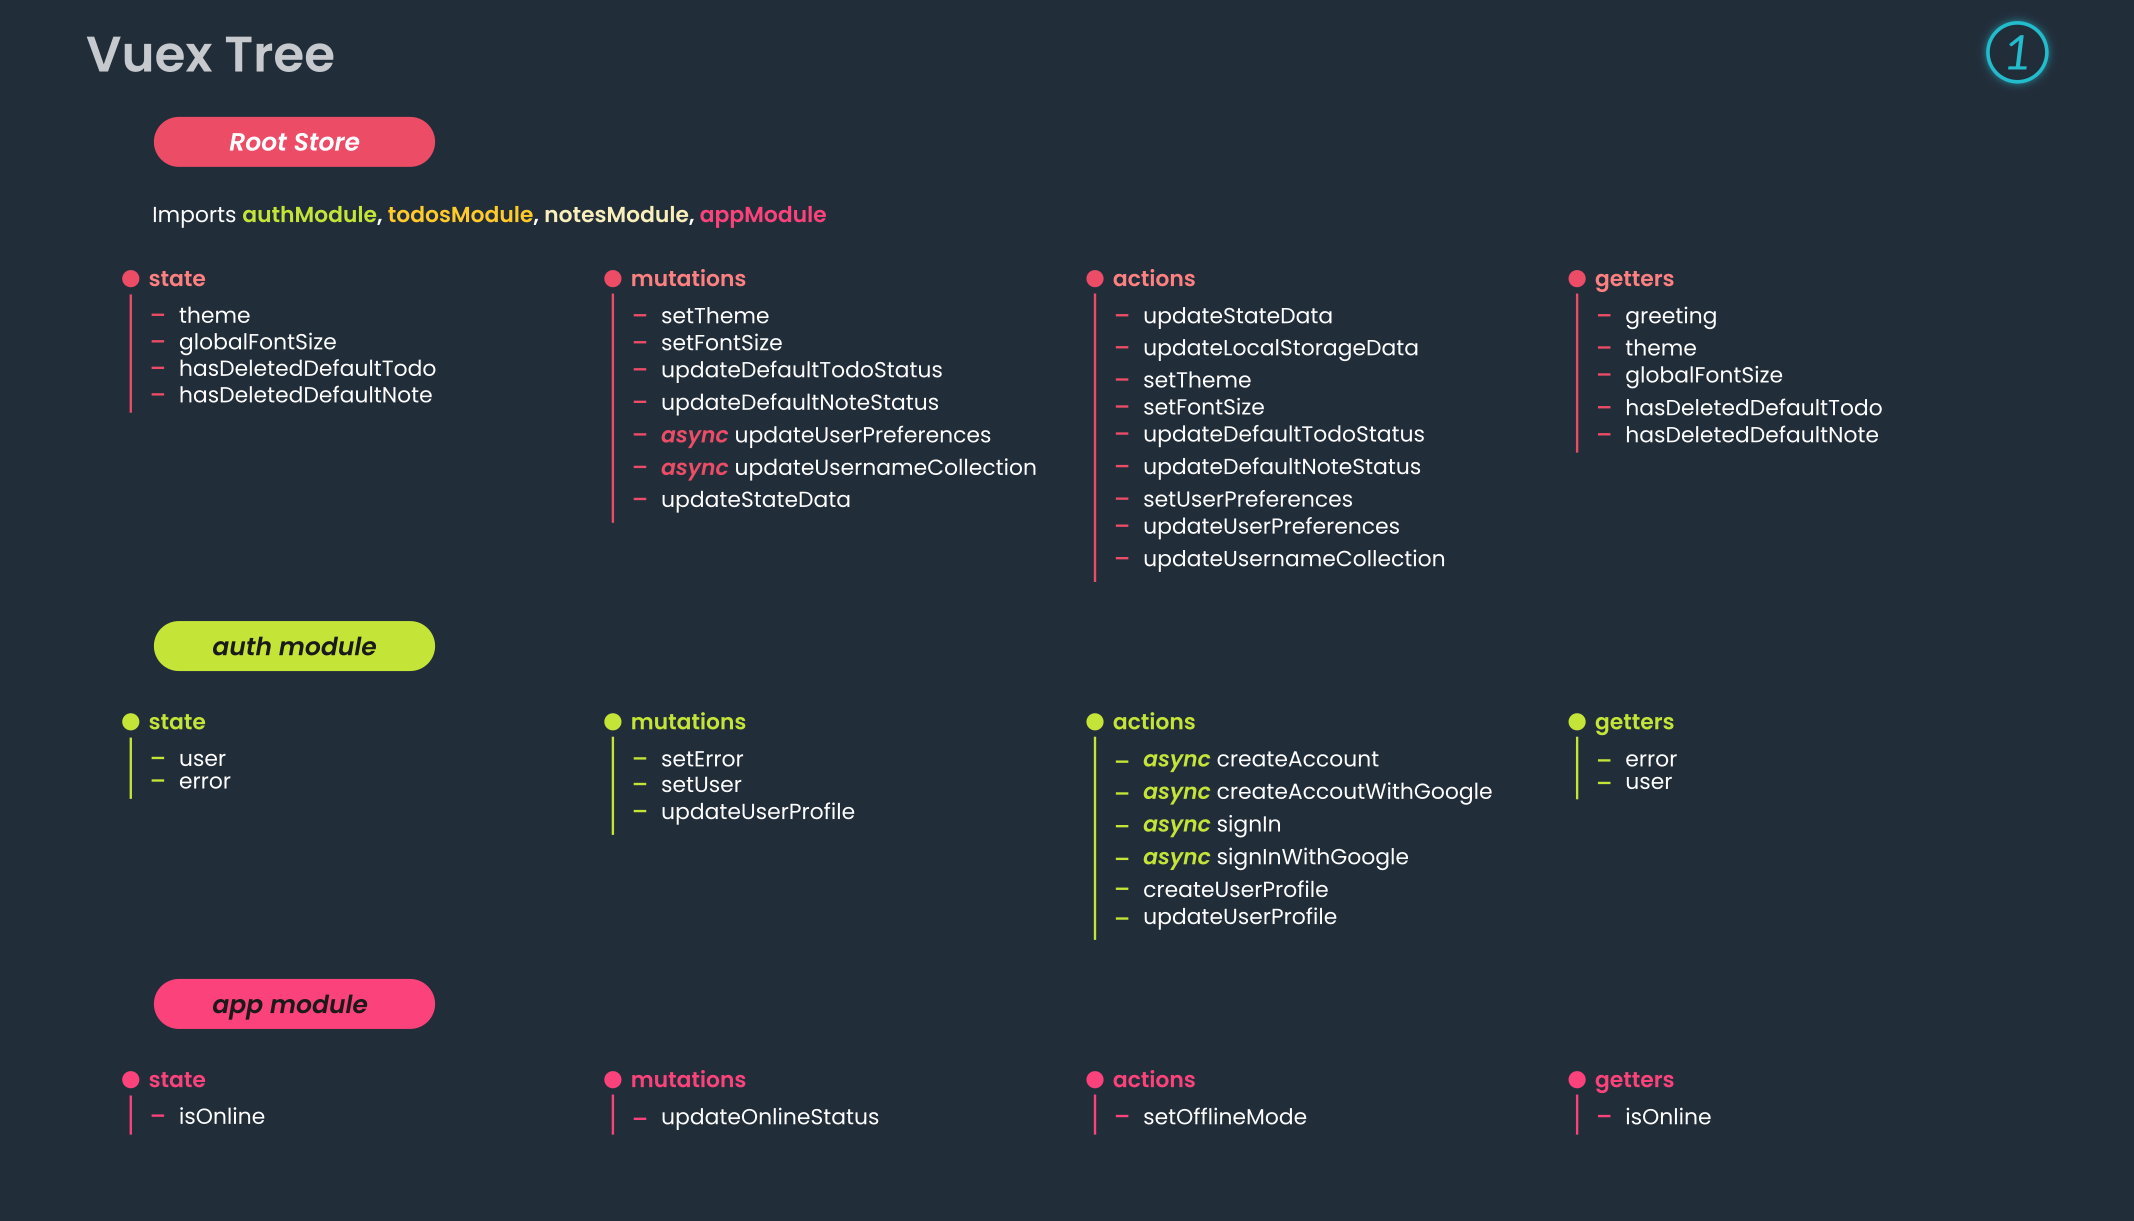 Vuex Tree
1
Root Store
Imports authModule, todosModule, notesModule, appModule
state
– theme
– globalFontSize
– hasDeletedDefaultTodo
– hasDeletedDefaultNote
mutations
– setTheme
– setFontSize
– updateDefaultTodoStatus
– updateDefaultNoteStatus
– async updateUserPreferences
– async updateUsernameCollection
– updateStateData
actions
– updateStateData
– updateLocalStorageData
– setTheme
– setFontSize
– updateDefaultTodoStatus
– updateDefaultNoteStatus
– setUserPreferences
– updateUserPreferences
– updateUsernameCollection
getters
– greeting
– theme
– globalFontSize
– hasDeletedDefaultTodo
– hasDeletedDefaultNote
auth module
state
– user
– error
mutations
– setError
– setUser
– updateUserProfile
actions
– async createAccount
– async createAccoutWithGoogle
– async signIn
– async signInWithGoogle
– createUserProfile
– updateUserProfile
getters
– error
– user
app module
state
– isOnline
mutations
– updateOnlineStatus
actions
– setOfflineMode
getters
– isOnline